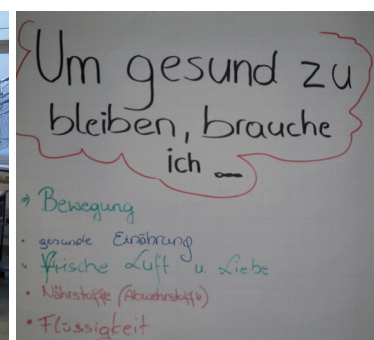 Um gesund zu
bleiben, brauche
ich ...
• Bewegung
• gesunde Ernährung
• frische Luft u. Liebe
• Nährstoffe (Abwehrstoffe)
• Flüssigkeit